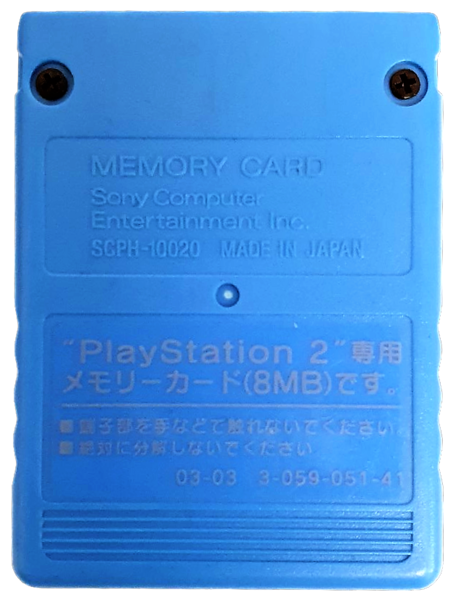 MEMORY CARD
Sony Computer
Entertainment Inc.
SCPH-10020 MADE IN JAPAN
"PlayStation 2"専用
メモリーカード(8MB)です。
■端子部を手などで触れないでください。
■絶対に分解しないでください。
03-03 3-059-051-41